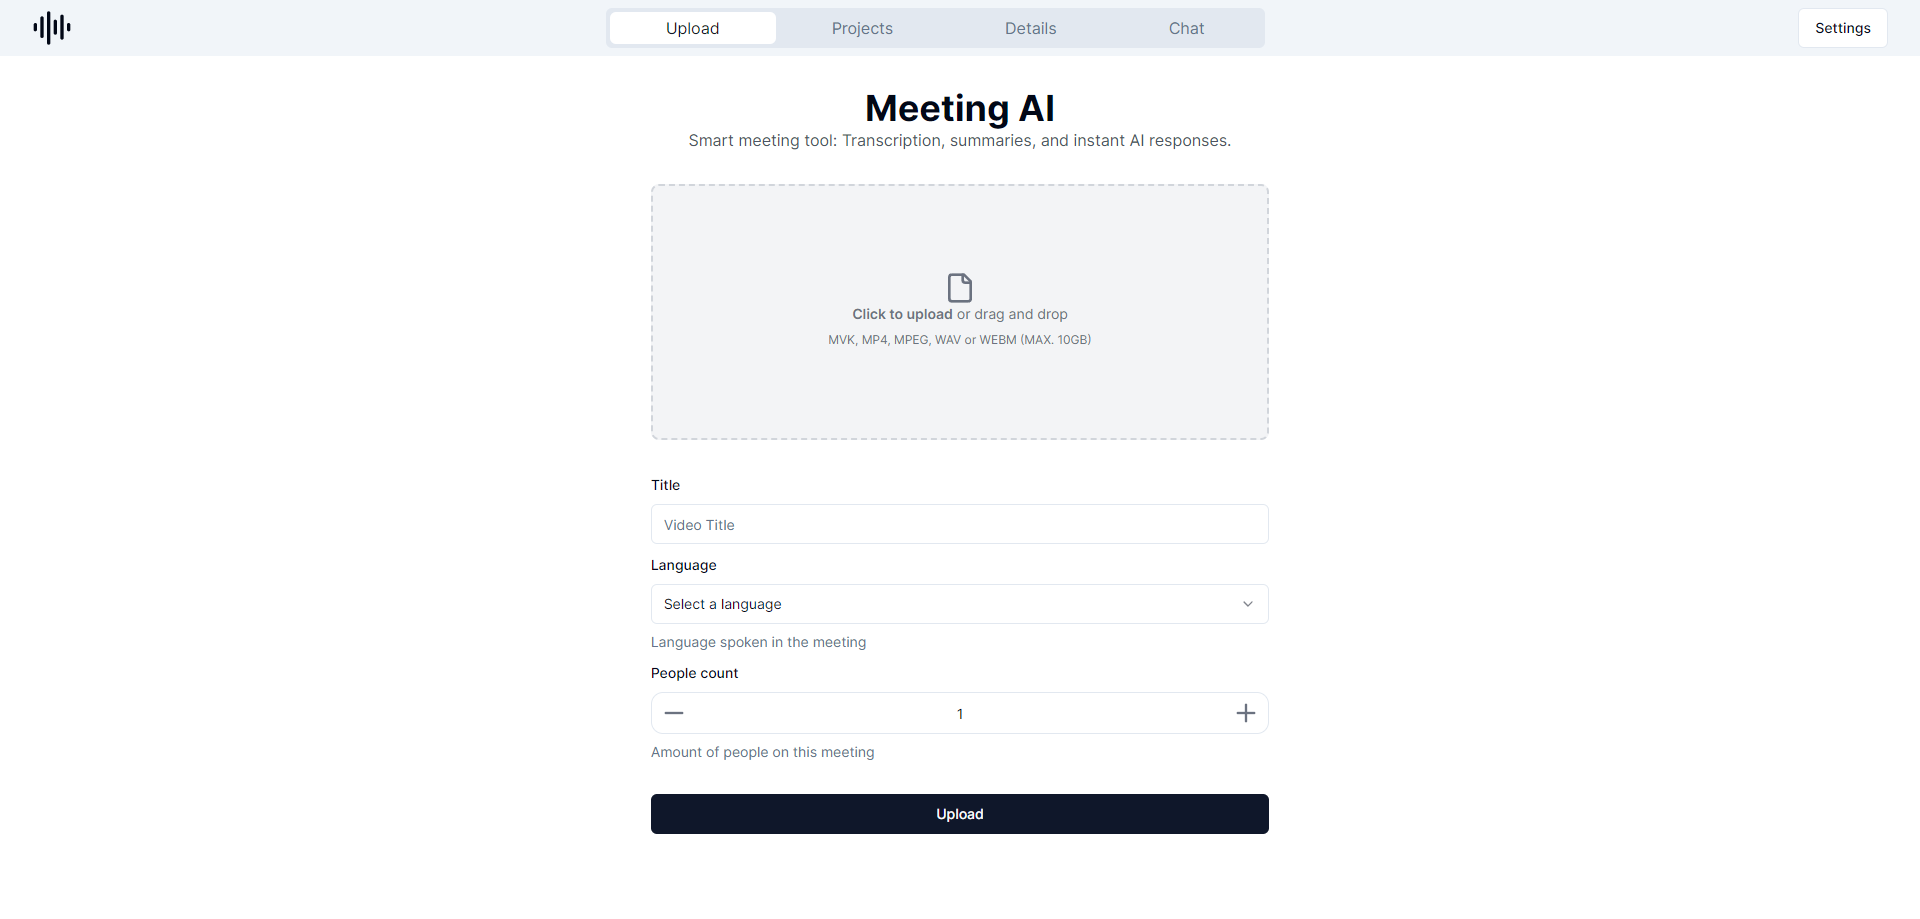 Upload
Projects
Details
Chat
Settings
Meeting AI
Smart meeting tool: Transcription, summaries, and instant AI responses.
Click to upload or drag and drop
MVK, MP4, MPEG, WAV or WEBM (MAX. 10GB)
Title
Video Title
Language
Select a language
Language spoken in the meeting
People count
1
Amount of people on this meeting
Upload